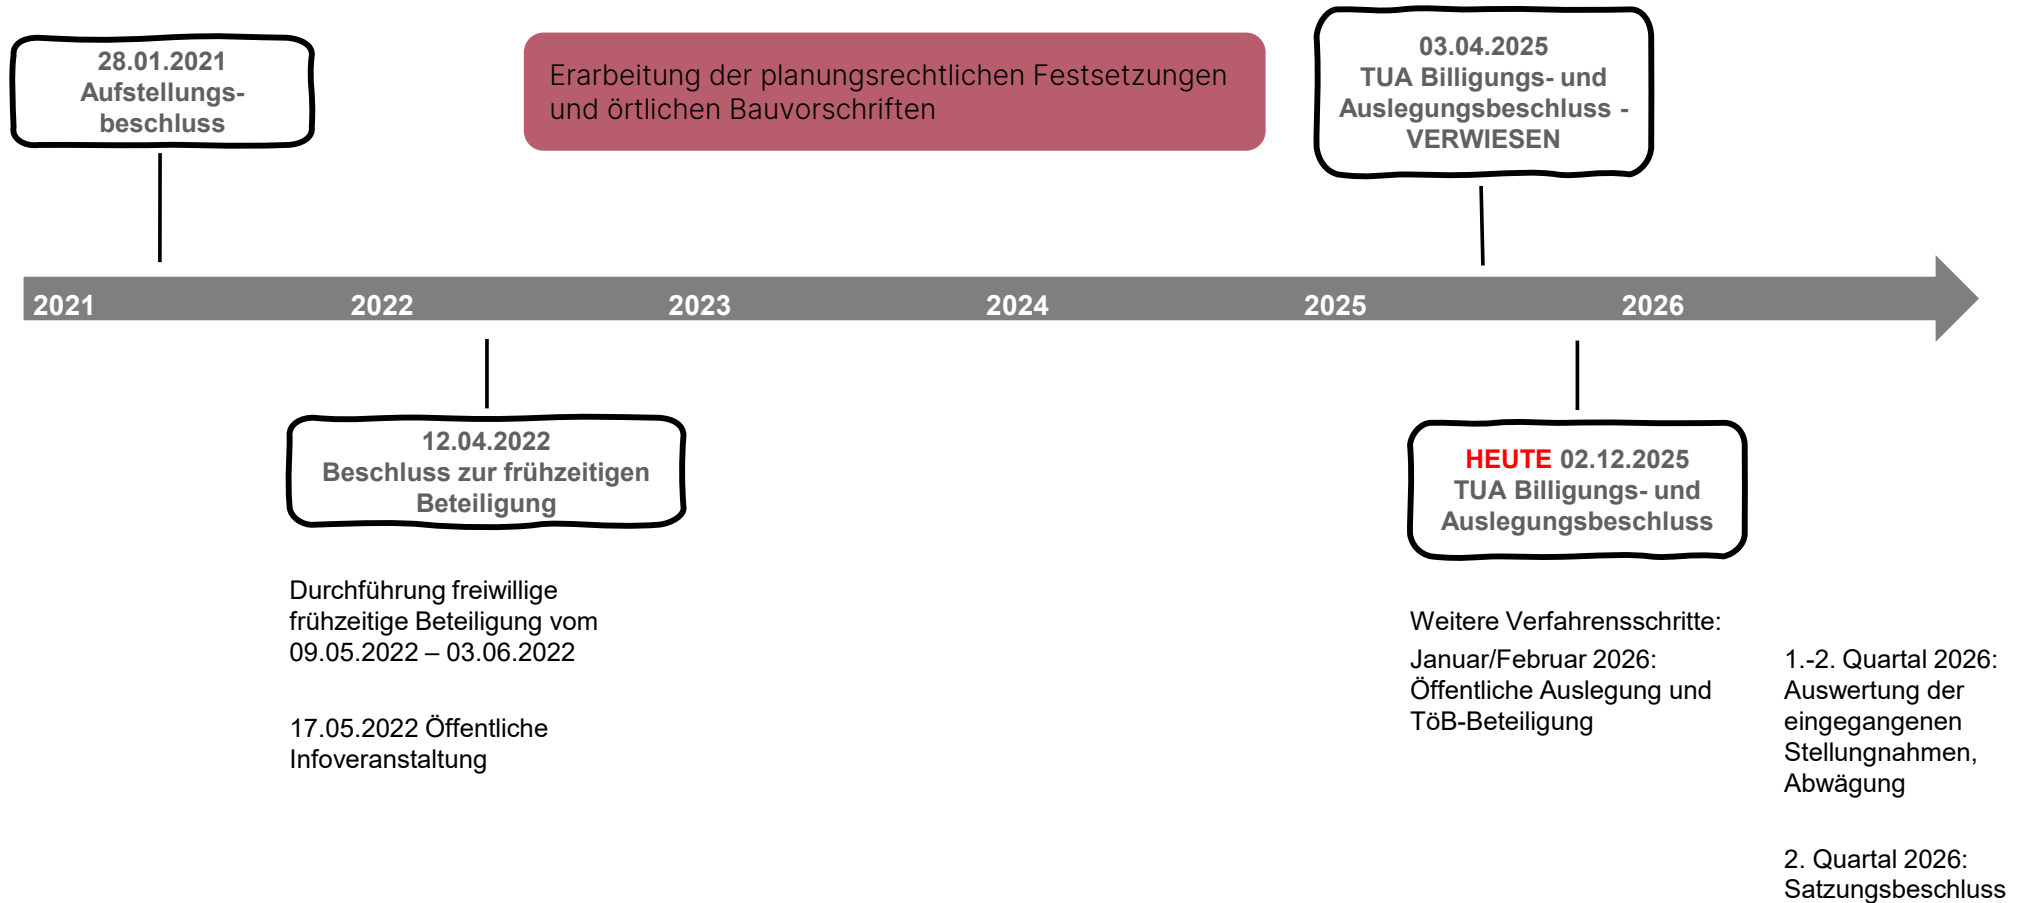 28.01.2021
Aufstellungs-
beschluss
Erarbeitung der planungsrechtlichen Festsetzungen
und örtlichen Bauvorschriften
03.04.2025
TUA Billigungs- und
Auslegungsbeschluss -
VERWIESEN
2021
2022
2023
2024
2025
2026
12.04.2022
Beschluss zur frühzeitigen
Beteiligung
Durchführung freiwillige
frühzeitige Beteiligung vom
09.05.2022 – 03.06.2022
17.05.2022 Öffentliche
Infoveranstaltung
HEUTE 02.12.2025
TUA Billigungs- und
Auslegungsbeschluss
Weitere Verfahrensschritte:
Januar/Februar 2026:
Öffentliche Auslegung und
TöB-Beteiligung
1.-2. Quartal 2026:
Auswertung der
eingegangenen
Stellungnahmen,
Abwägung
2. Quartal 2026:
Satzungsbeschluss